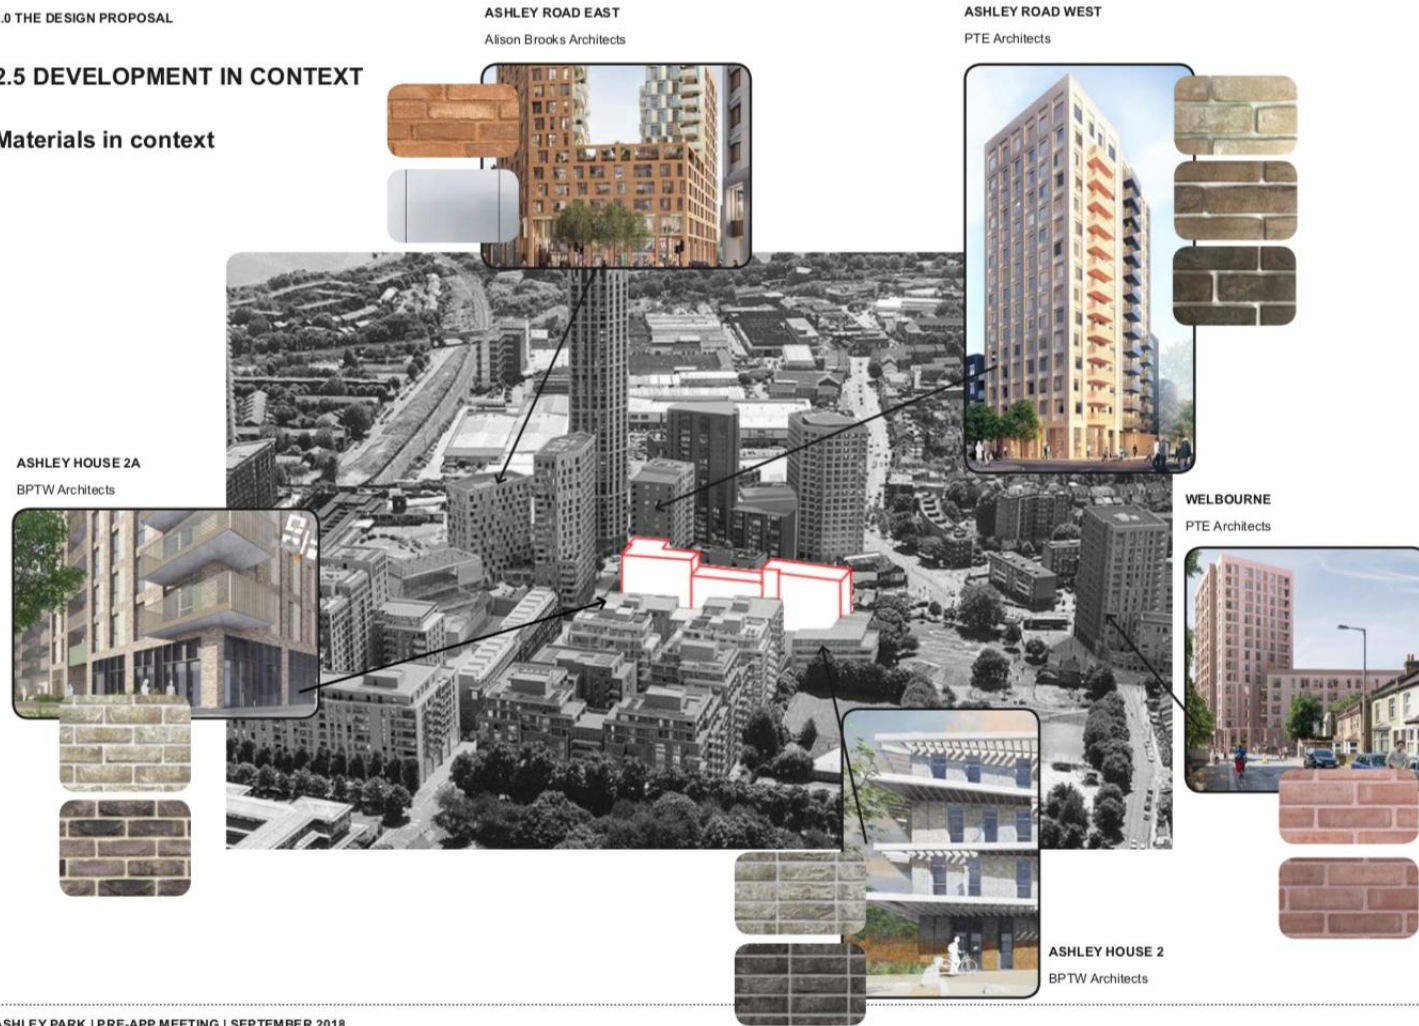 .0 THE DESIGN PROPOSAL
2.5 DEVELOPMENT IN CONTEXT
Materials in context
ASHLEY ROAD EAST
Alison Brooks Architects
ASHLEY ROAD WEST
PTE Architects
ASHLEY HOUSE 2A
BPTW Architects
WELBOURNE
PTE Architects
ASHLEY HOUSE 2
BPTW Architects
ASHLEY PARK | PRE-APP MEETING | SEPTEMBER 2018